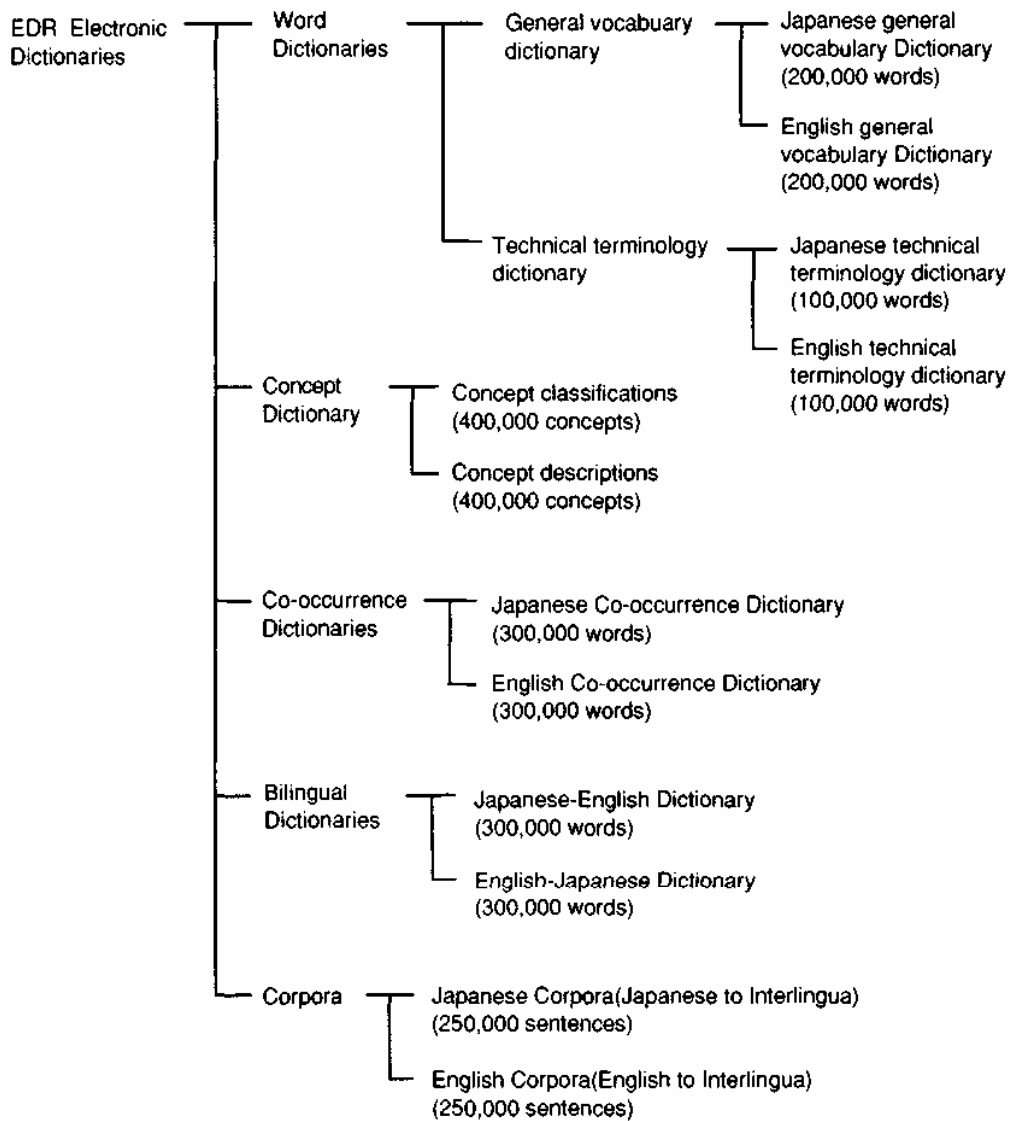 EDR Electronic
Dictionaries
Word
Dictionaries
General vocabuary
dictionary
Japanese general
vocabulary Dictionary
(200,000 words)
English general
vocabulary Dictionary
(200,000 words)
Technical terminology
dictionary
Japanese technical
terminology dictionary
(100,000 words)
English technical
terminology dictionary
(100,000 words)
Concept
Dictionary
Concept classifications
(400,000 concepts)
Concept descriptions
(400,000 concepts)
Co-occurrence
Dictionaries
Japanese Co-occurrence Dictionary
(300,000 words)
English Co-occurrence Dictionary
(300,000 words)
Bilingual
Dictionaries
Japanese-English Dictionary
(300,000 words)
English-Japanese Dictionary
(300,000 words)
Corpora
Japanese Corpora(Japanese to Interlingua)
(250,000 sentences)
English Corpora(English to Interlingua)
(250,000 sentences)